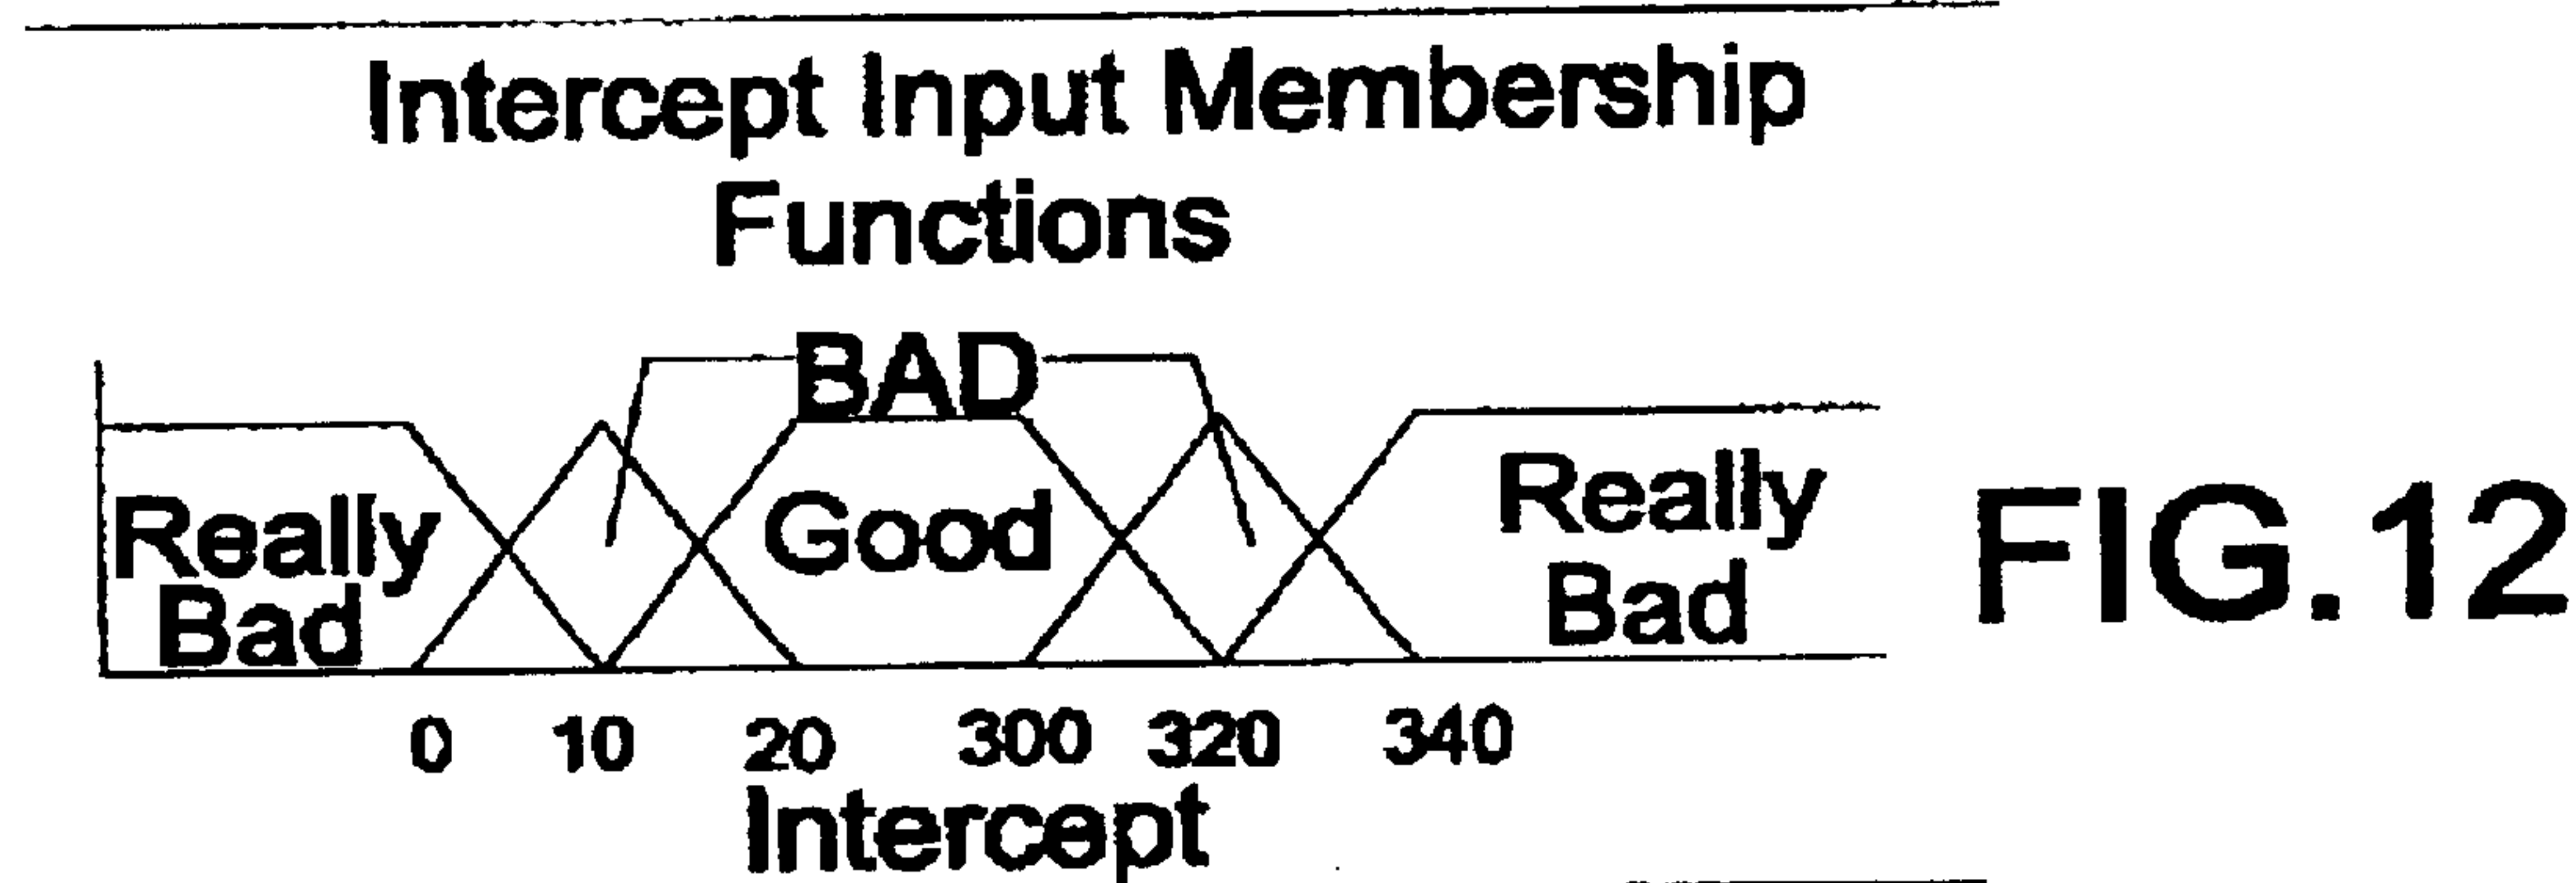 Intercept Input Membership
Functions
BAD
Really
Bad
Good
Really
Bad
0 10 20 300 320 340
Intercept
FIG.12